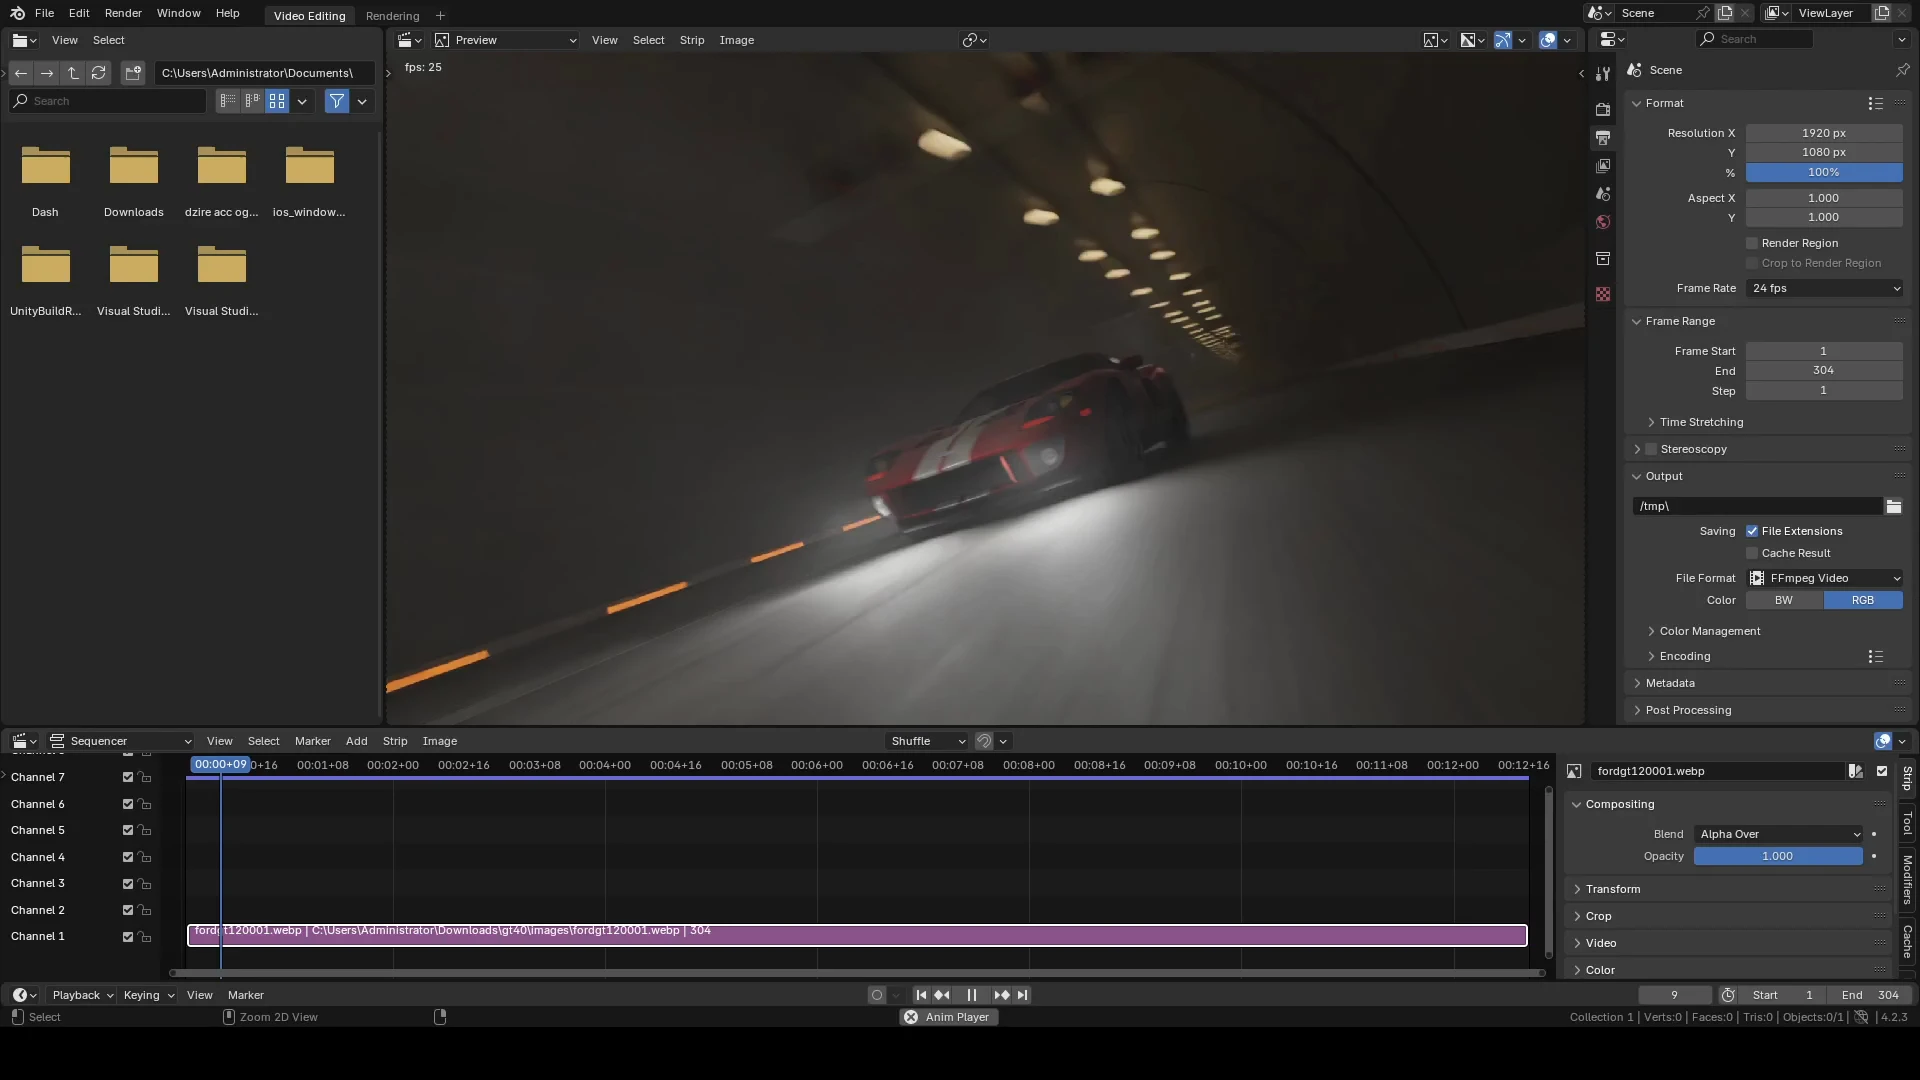 File Edit Render Window Help Video Editing Rendering + Scene ViewLayer
View Select Preview View Select Strip Image Search
C:\Users\Administrator\Documents\
Search
fps: 25
Scene
Format
Resolution X 1920 px
Y 1080 px
% 100%
Aspect X 1.000
Y 1.000
Render Region
Crop to Render Region
Frame Rate 24 fps
Dash Downloads dzire acc og... ios_window...
UnityBuildR... Visual Studi... Visual Studi...
Frame Range
Frame Start 1
End 304
Step 1
Time Stretching
Stereoscopy
Output
/tmp\
Saving File Extensions
Cache Result
File Format FFmpeg Video
Color BW RGB
Color Management
Encoding
Metadata
Post Processing
Sequencer View Select Marker Add Strip Image Shuffle
00:00+09 0+16 00:01+08 00:02+00 00:02+16 00:03+08 00:04+00 00:04+16 00:05+08 00:06+00 00:06+16 00:07+08 00:08+00 00:08+16 00:09+08 00:10+00 00:10+16 00:11+08 00:12+00 00:12+16
Channel 7
Channel 6
Channel 5
Channel 4
Channel 3
Channel 2
Channel 1
fordgt120001.webp | C:\Users\Administrator\Downloads\gt40\images\fordgt120001.webp | 304
fordgt120001.webp
Compositing
Blend Alpha Over
Opacity 1.000
Transform
Crop
Video
Color
Strip
Tool
Modifiers
Cache
Playback Keying View Marker 9 Start 1 End 304
Select Zoom 2D View Anim Player Collection 1 | Verts:0 | Faces:0 | Tris:0 | Objects:0/1 | 4.2.3